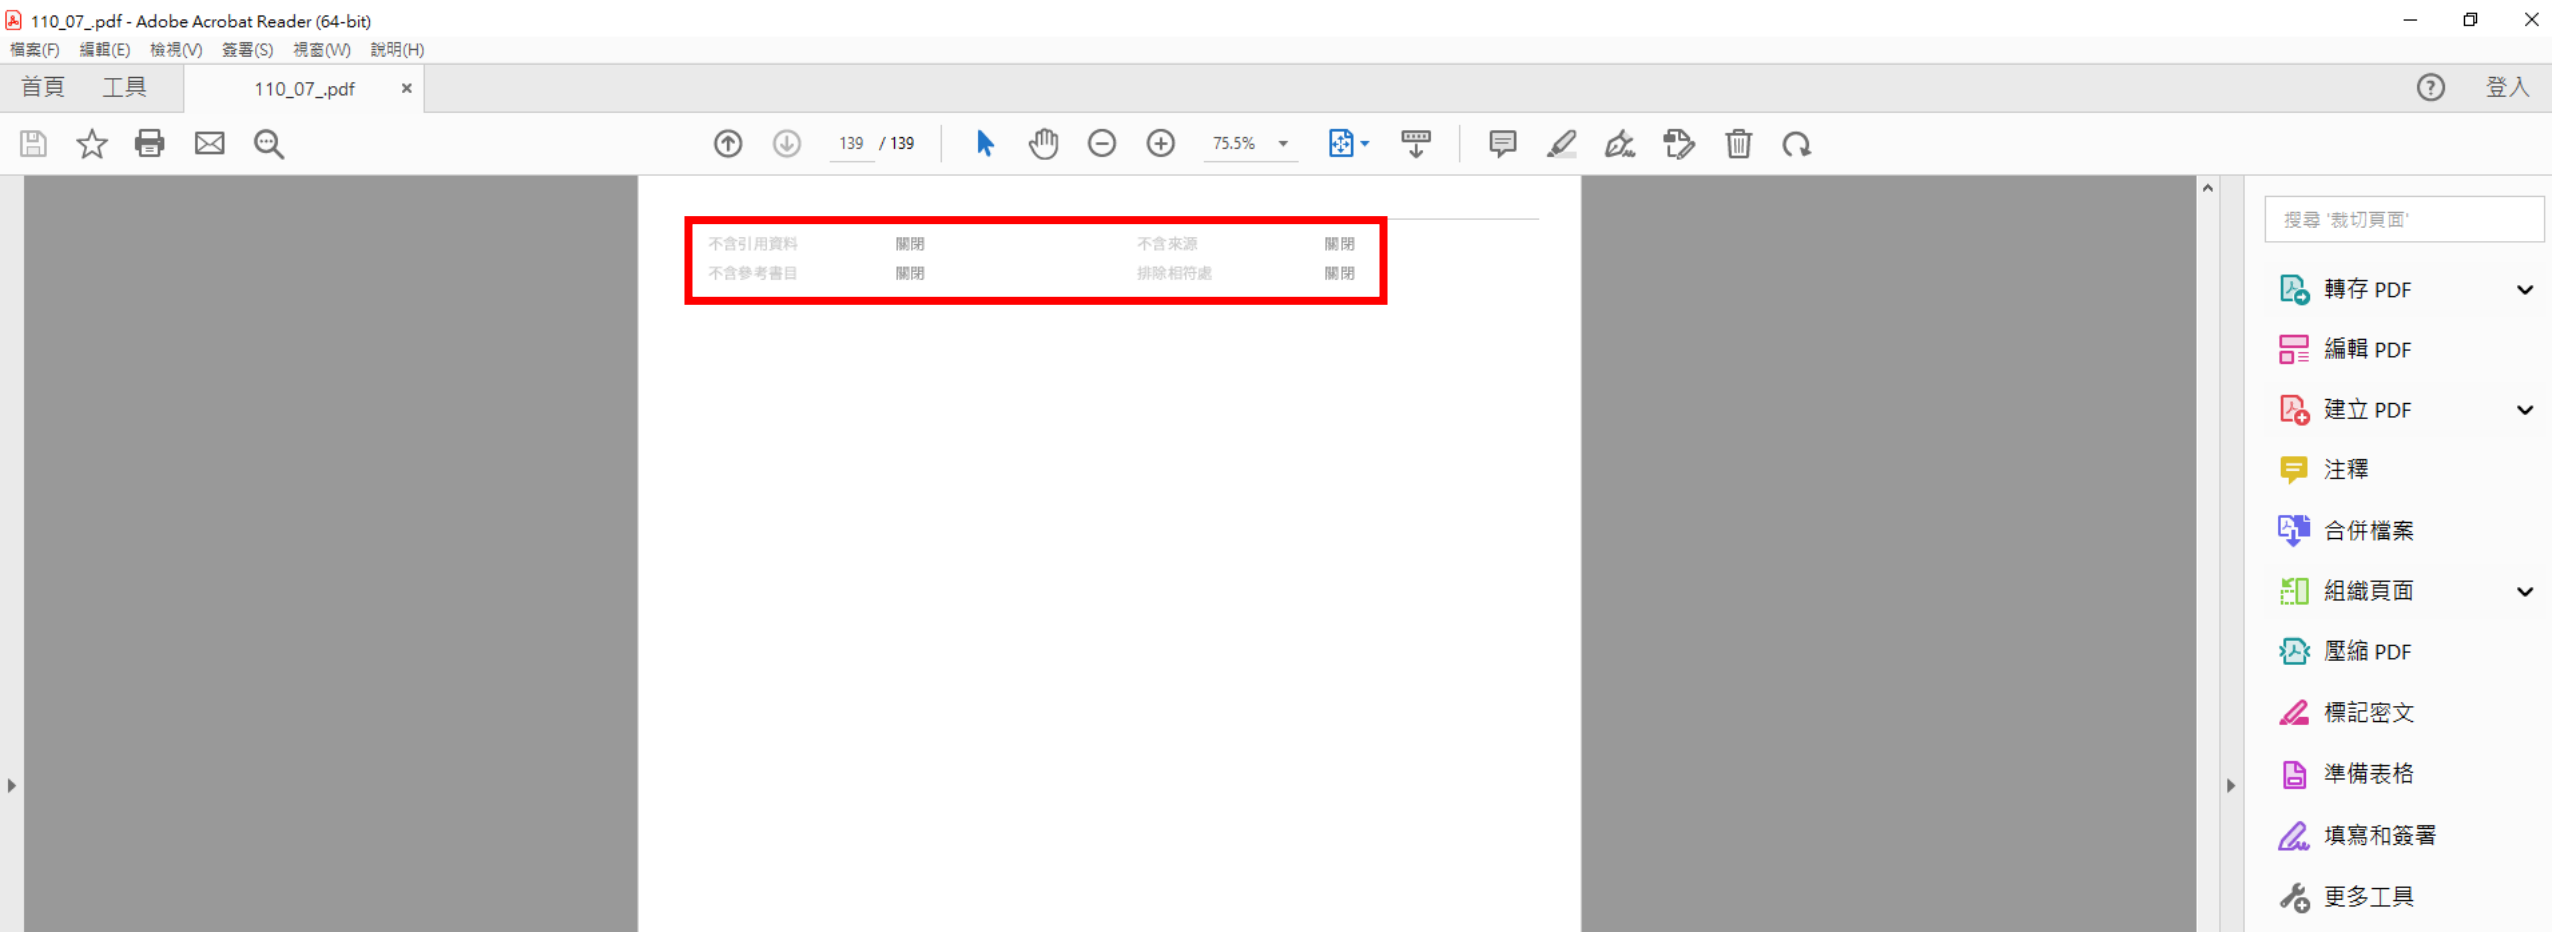 110_07_.pdf - Adobe Acrobat Reader (64-bit)
檔案(F) 編輯(E) 檢視(V) 簽署(S) 視窗(W) 說明(H)
首頁 工具 110_07_.pdf × ? 登入
139 / 139 75.5%
搜尋 '裁切頁面'
不含引用資料 關閉 不含來源 關閉
不含參考書目 關閉 排除相符處 關閉
轉存 PDF
編輯 PDF
建立 PDF
注釋
合併檔案
組織頁面
壓縮 PDF
標記密文
準備表格
填寫和簽署
更多工具